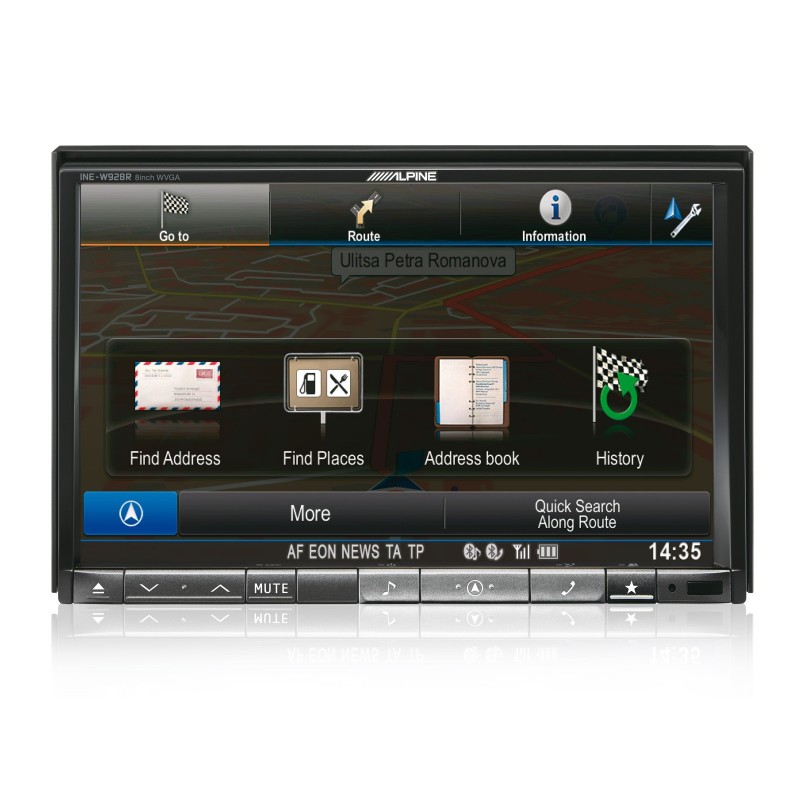 INE-W928R 8inch WVGA
ALPINE
Go to
Route
Information
Ulitsa Petra Romanova
Find Address
Find Places
Address book
History
More
Quick Search
Along Route
AF EON NEWS TA TP
14:35
MUTE